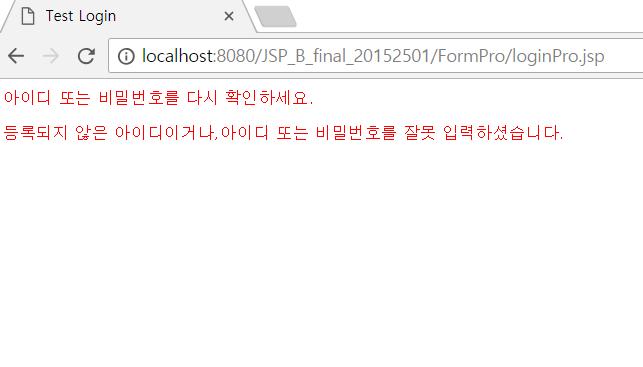 Test Login
localhost:8080/JSP_B_final_20152501/FormPro/loginPro.jsp
아이디 또는 비밀번호를 다시 확인하세요.
등록되지 않은 아이디이거나,아이디 또는 비밀번호를 잘못 입력하셨습니다.